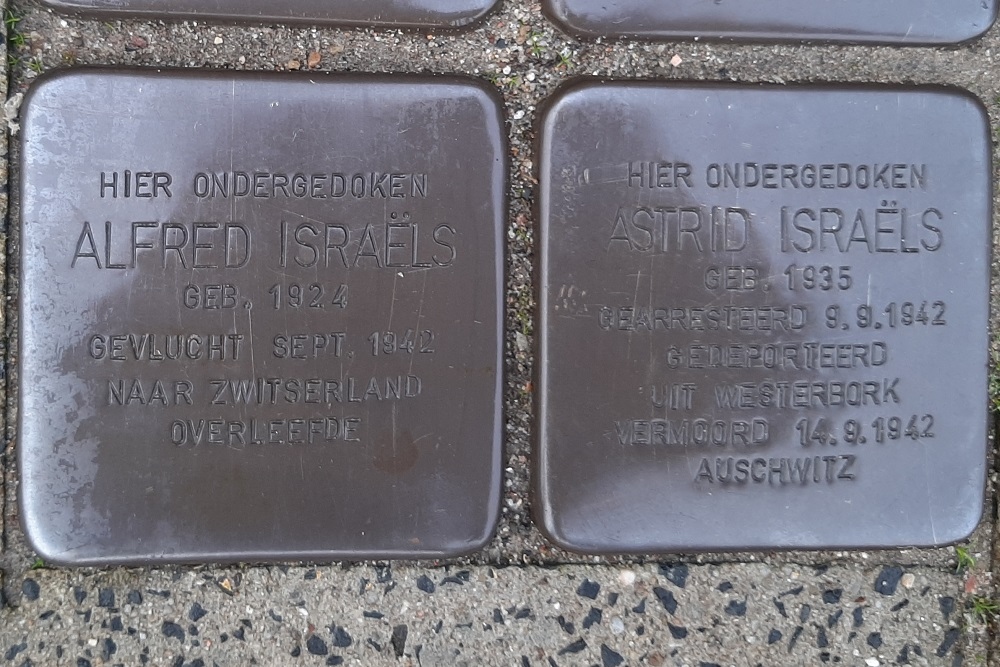 HIER ONDERGEDOKEN
ALFRED ISRAËLS
GEB. 1924
GEVLUCHT SEPT. 1942
NAAR ZWITSERLAND
OVERLEEFDE
HIER ONDERGEDOKEN
ASTRID ISRAËLS
GEB. 1935
GEARRESTEERD 9.9.1942
GEDEPORTEERD
UIT WESTERBORK
VERMOORD 14.9.1942
AUSCHWITZ